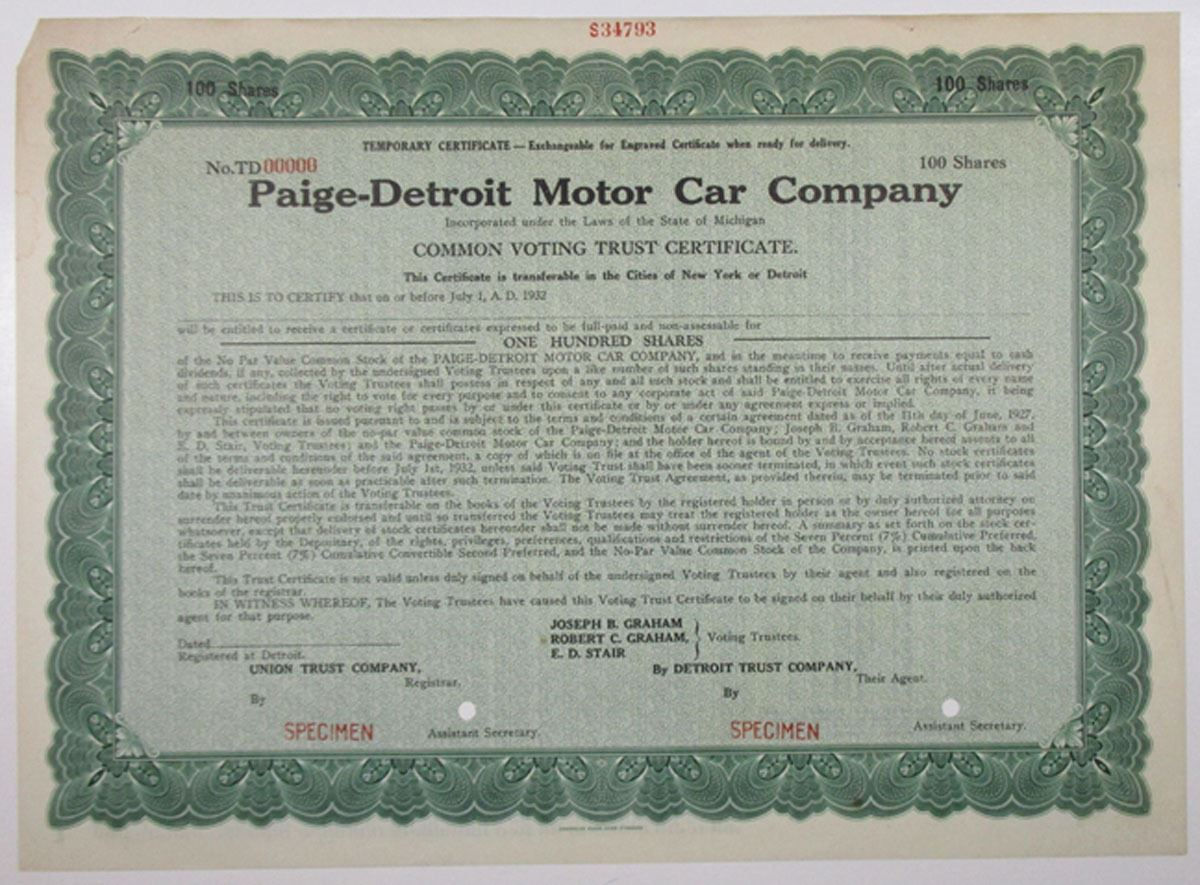 S34793
100 Shares 100 Shares
TEMPORARY CERTIFICATE — Exchangeable for Engraved Certificate when ready for delivery.
No.TD 00000 100 Shares
Paige-Detroit Motor Car Company
Incorporated under the Laws of the State of Michigan
COMMON VOTING TRUST CERTIFICATE.
This Certificate is transferable in the Cities of New York or Detroit
THIS IS TO CERTIFY that on or before July 1, A. D. 1932
will be entitled to receive a certificate or certificates expressed to be full-paid and non-assessable for
ONE HUNDRED SHARES
of the No Par Value Common Stock of the PAIGE-DETROIT MOTOR CAR COMPANY, and in the meantime to receive payments equal to cash
dividends, if any, collected by the undersigned Voting Trustees upon a like number of such shares standing in their names. Until after actual delivery
of such certificates the Voting Trustees shall possess in respect of any and all such stock and shall be entitled to exercise all rights of every name
and nature, including the right to vote for every purpose and to consent to any corporate act of said Paige-Detroit Motor Car Company, it being
expressly stipulated that no voting right passes by or under this certificate or by or under any agreement express or implied.
This certificate is issued pursuant to and is subject to the terms and conditions of a certain agreement dated as of the 11th day of June, 1927,
by and between owners of the no-par value common stock of the Paige-Detroit Motor Car Company; Joseph B. Graham, Robert C. Graham and
E. D. Stair, Voting Trustees; and the Paige-Detroit Motor Car Company; and the holder hereof is bound by and by acceptance hereof assents to all
of the terms and conditions of the said agreement, a copy of which is on file at the office of the agent of the Voting Trustees. No stock certificates
shall be deliverable hereunder before July 1st, 1932, unless said Voting Trust shall have been sooner terminated, in which event such stock certificates
shall be deliverable as soon as practicable after such termination. The Voting Trust Agreement, as provided therein, may be terminated prior to said
date by unanimous action of the Voting Trustees.
This Trust Certificate is transferable on the books of the Voting Trustees by the registered holder in person or by duly authorized attorney on
surrender hereof properly endorsed and until so transferred the Voting Trustees may treat the registered holder as the owner hereof for all purposes
whatsoever, except that delivery of stock certificates hereunder shall not be made without surrender hereof. A summary as set forth on the stock cer-
tificates held by the Depositary, of the rights, privileges, preferences, qualifications and restrictions of the Seven Percent (7%) Cumulative Preferred,
the Seven Percent (7%) Cumulative Convertible Second Preferred, and the No-Par Value Common Stock of the Company, is printed upon the back
hereof.
This Trust Certificate is not valid unless duly signed on behalf of the undersigned Voting Trustees by their agent and also registered on the
books of the registrar.
IN WITNESS WHEREOF, The Voting Trustees have caused this Voting Trust Certificate to be signed on their behalf by their duly authorized
agent for that purpose.
JOSEPH B. GRAHAM
ROBERT C. GRAHAM, Voting Trustees.
E. D. STAIR
Dated
Registered at Detroit.
UNION TRUST COMPANY, By DETROIT TRUST COMPANY,
Registrar. Their Agent.
By By
SPECIMEN Assistant Secretary. SPECIMEN Assistant Secretary.